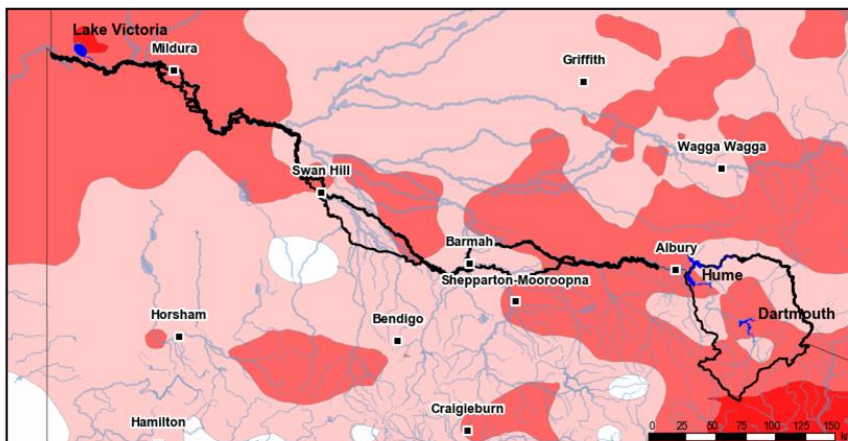 Lake Victoria
Mildura
Griffith
Wagga Wagga
Swan Hill
Barmah
Albury
Hume
Shepparton-Mooroopna
Dartmouth
Horsham
Bendigo
Hamilton
Craigieburn
0 25 50 75 100 125 150